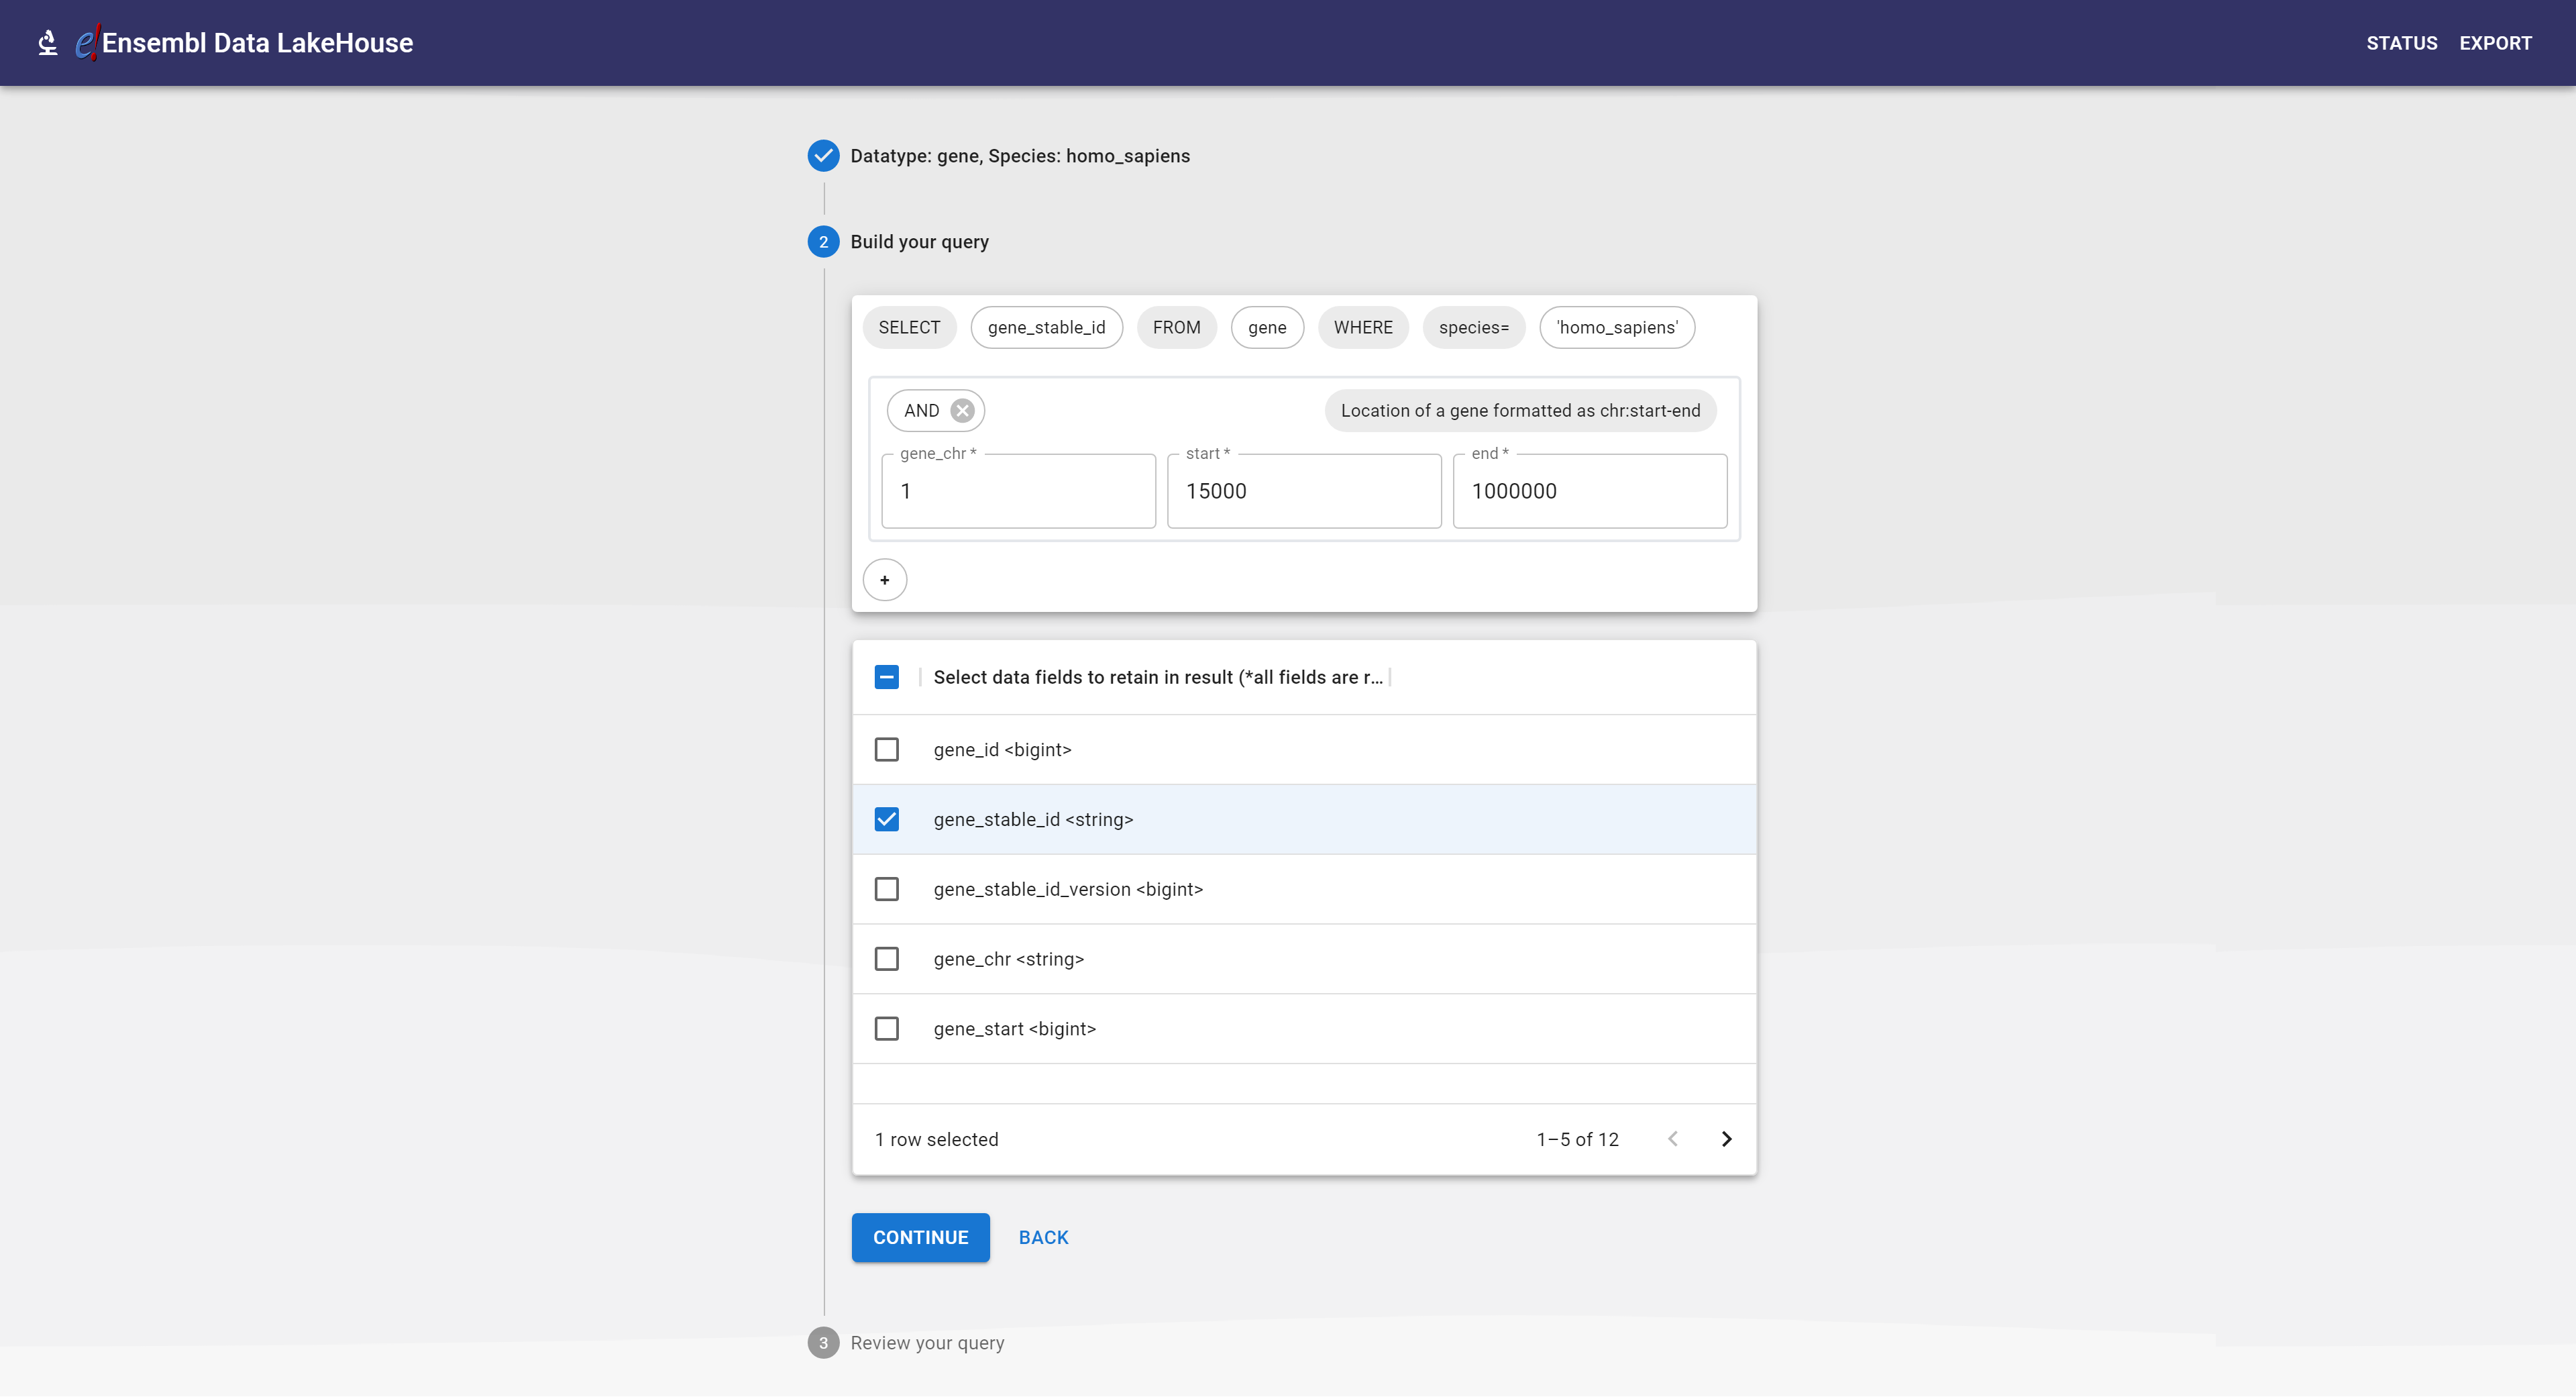 e! Ensembl Data LakeHouse STATUS EXPORT
Datatype: gene, Species: homo_sapiens
2 Build your query
SELECT gene_stable_id FROM gene WHERE species= 'homo_sapiens'
AND Location of a gene formatted as chr:start-end
gene_chr * start * end *
1 15000 1000000
+
Select data fields to retain in result (*all fields are r...
gene_id <bigint>
gene_stable_id <string>
gene_stable_id_version <bigint>
gene_chr <string>
gene_start <bigint>
1 row selected 1–5 of 12
CONTINUE BACK
3 Review your query